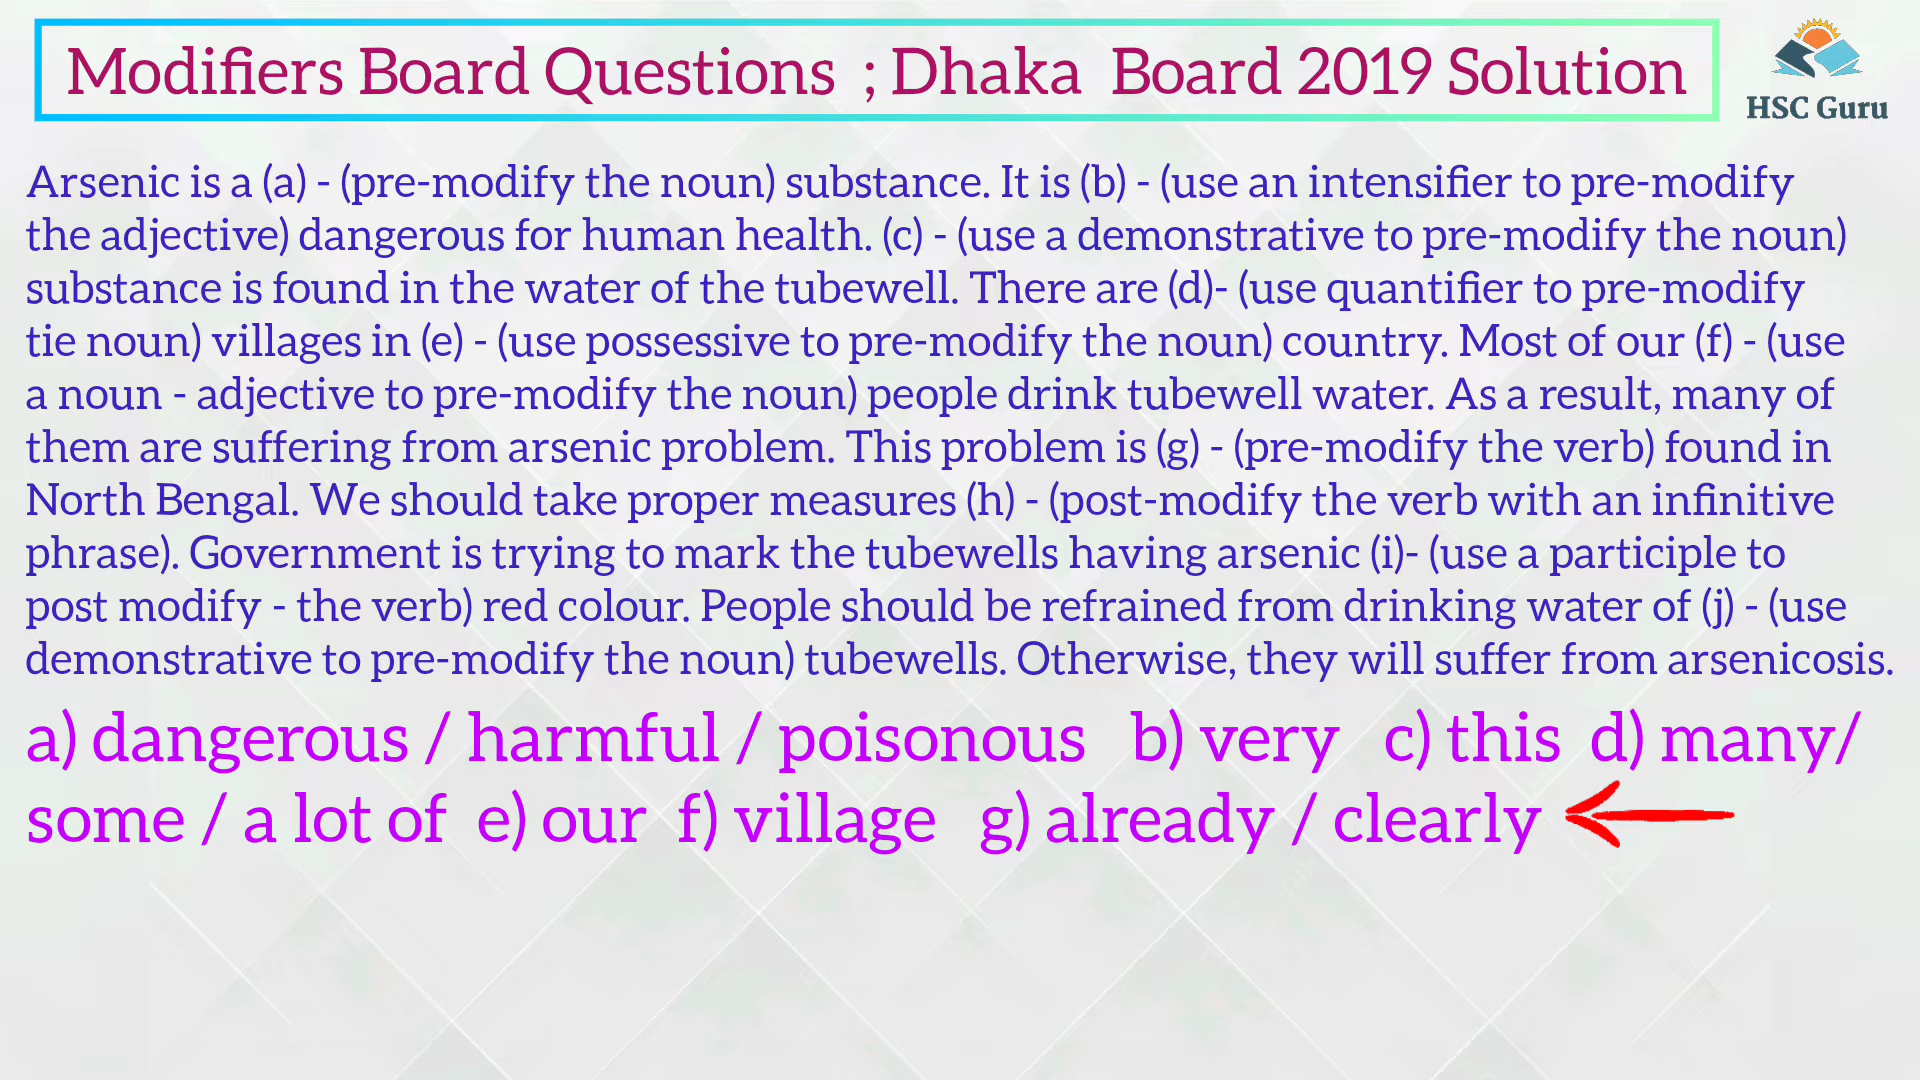 Modifiers Board Questions ; Dhaka Board 2019 Solution
HSC Guru
Arsenic is a (a) - (pre-modify the noun) substance. It is (b) - (use an intensifier to pre-modify
the adjective) dangerous for human health. (c) - (use a demonstrative to pre-modify the noun)
substance is found in the water of the tubewell. There are (d)- (use quantifier to pre-modify
tie noun) villages in (e) - (use possessive to pre-modify the noun) country. Most of our (f) - (use
a noun - adjective to pre-modify the noun) people drink tubewell water. As a result, many of
them are suffering from arsenic problem. This problem is (g) - (pre-modify the verb) found in
North Bengal. We should take proper measures (h) - (post-modify the verb with an infinitive
phrase). Government is trying to mark the tubewells having arsenic (i)- (use a participle to
post modify - the verb) red colour. People should be refrained from drinking water of (j) - (use
demonstrative to pre-modify the noun) tubewells. Otherwise, they will suffer from arsenicosis.
a) dangerous / harmful / poisonous b) very c) this d) many/
some / a lot of e) our f) village g) already / clearly